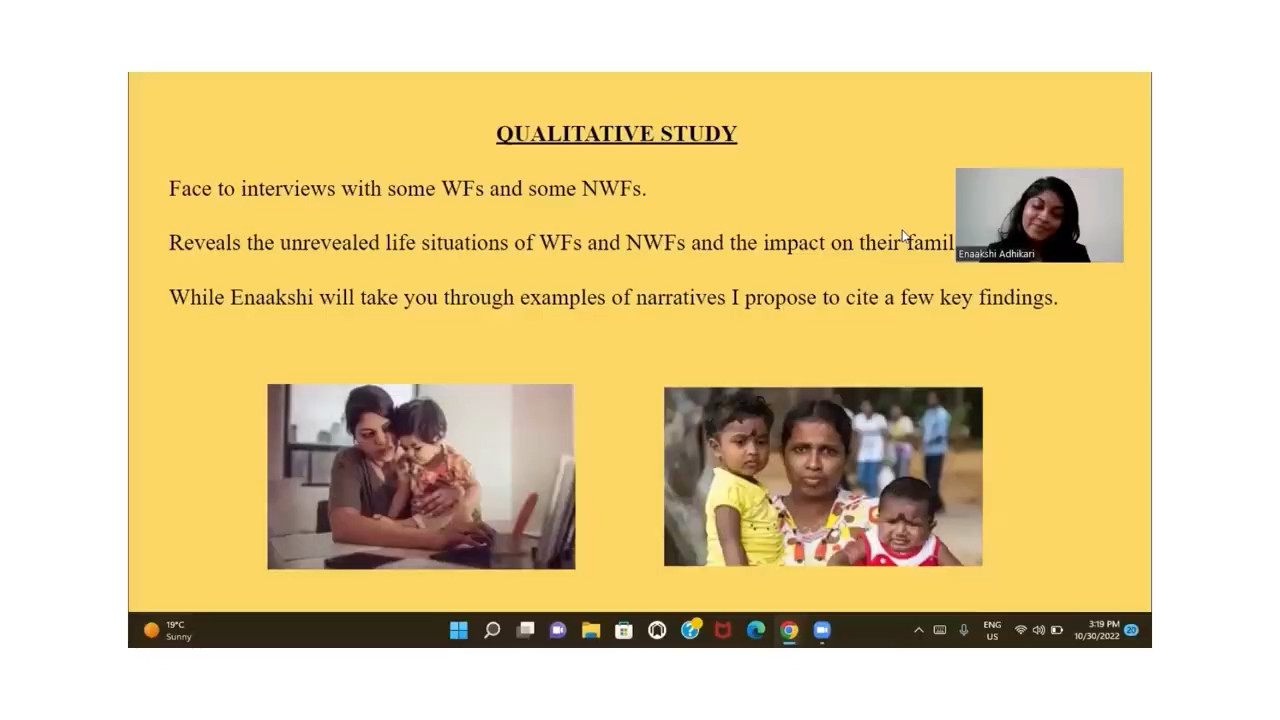 QUALITATIVE STUDY
Face to interviews with some WFs and some NWFs.
Reveals the unrevealed life situations of WFs and NWFs and the impact on their famil
Enaakshi Adhikari
While Enaakshi will take you through examples of narratives I propose to cite a few key findings.
19°C
Sunny
ENG
US
3:19 PM
10/30/2022
20